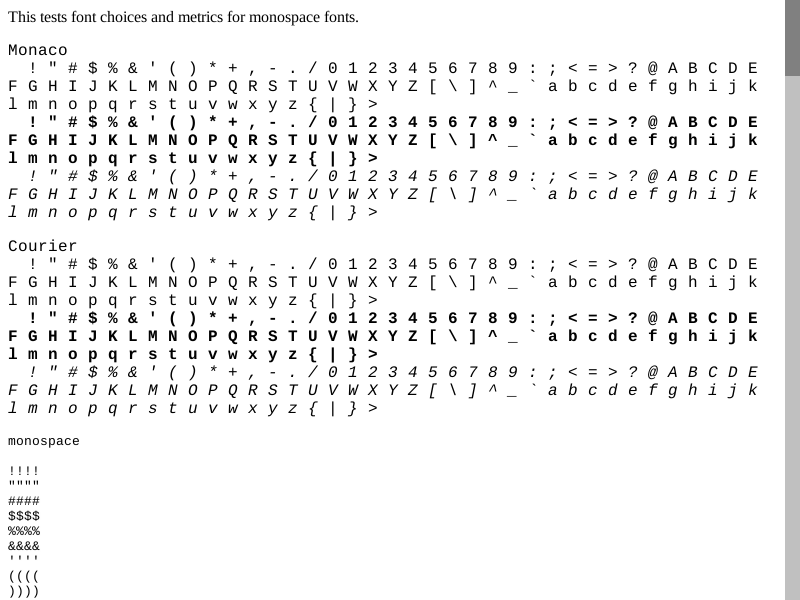 This tests font choices and metrics for monospace fonts.
Monaco
! " # $ % & ' ( ) * + , - . / 0 1 2 3 4 5 6 7 8 9 : ; < = > ? @ A B C D E
F G H I J K L M N O P Q R S T U V W X Y Z [ \ ] ^ _ ` a b c d e f g h i j k
l m n o p q r s t u v w x y z { | } >
! " # $ % & ' ( ) * + , - . / 0 1 2 3 4 5 6 7 8 9 : ; < = > ? @ A B C D E
F G H I J K L M N O P Q R S T U V W X Y Z [ \ ] ^ _ ` a b c d e f g h i j k
l m n o p q r s t u v w x y z { | } >
! " # $ % & ' ( ) * + , - . / 0 1 2 3 4 5 6 7 8 9 : ; < = > ? @ A B C D E
F G H I J K L M N O P Q R S T U V W X Y Z [ \ ] ^ _ ` a b c d e f g h i j k
l m n o p q r s t u v w x y z { | } >
Courier
! " # $ % & ' ( ) * + , - . / 0 1 2 3 4 5 6 7 8 9 : ; < = > ? @ A B C D E
F G H I J K L M N O P Q R S T U V W X Y Z [ \ ] ^ _ ` a b c d e f g h i j k
l m n o p q r s t u v w x y z { | } >
! " # $ % & ' ( ) * + , - . / 0 1 2 3 4 5 6 7 8 9 : ; < = > ? @ A B C D E
F G H I J K L M N O P Q R S T U V W X Y Z [ \ ] ^ _ ` a b c d e f g h i j k
l m n o p q r s t u v w x y z { | } >
! " # $ % & ' ( ) * + , - . / 0 1 2 3 4 5 6 7 8 9 : ; < = > ? @ A B C D E
F G H I J K L M N O P Q R S T U V W X Y Z [ \ ] ^ _ ` a b c d e f g h i j k
l m n o p q r s t u v w x y z { | } >
monospace
!!!!
""""
####
$$$$
%%%%
&&&&
''''
((((
))))